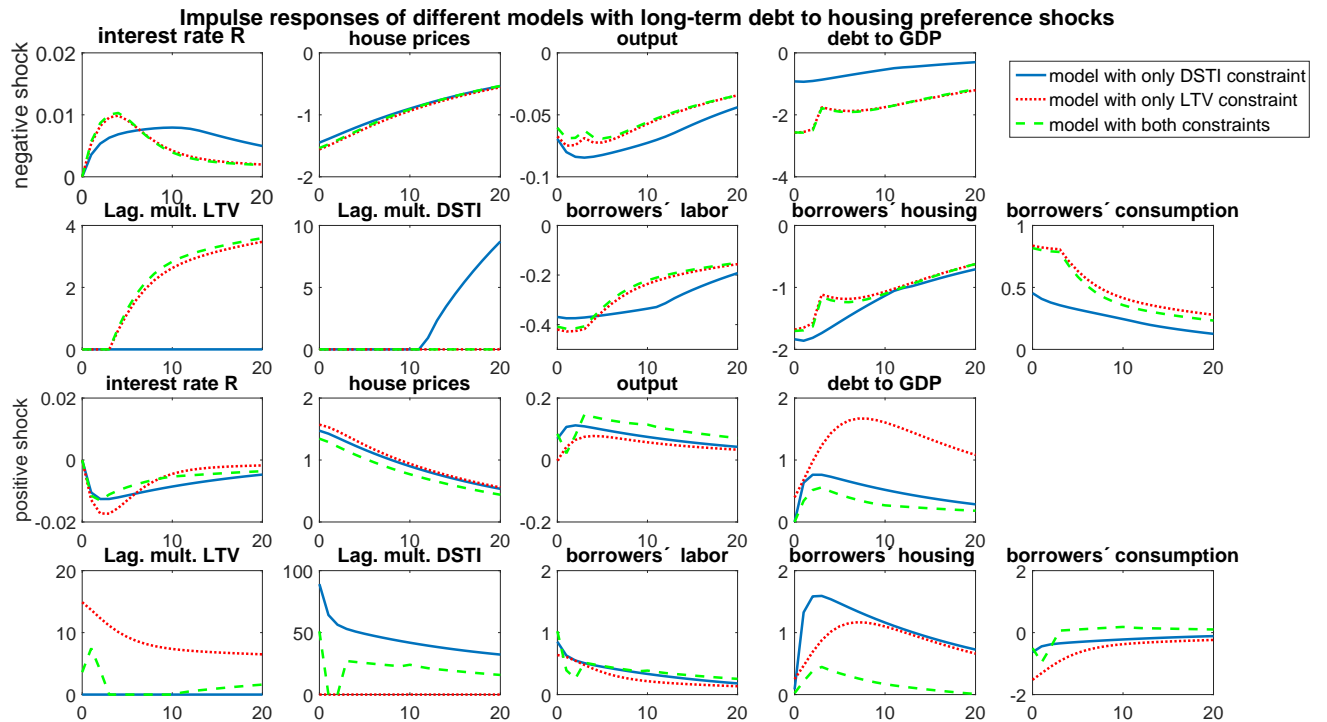 Impulse responses of different models with long-term debt to housing preference shocks
interest rate R
house prices
output
debt to GDP
negative shock
0.02
0.01
0
0 10 20
0
-1
-2
0 10 20
0
-0.05
-0.1
0 10 20
0
-2
-4
0 10 20
model with only DSTI constraint
model with only LTV constraint
model with both constraints
Lag. mult. LTV
Lag. mult. DSTI
borrowers´ labor
borrowers´ housing
borrowers´ consumption
4
2
0
0 10 20
10
5
0
0 10 20
0
-0.2
-0.4
0 10 20
0
-1
-2
0 10 20
1
0.5
0
0 10 20
interest rate R
house prices
output
debt to GDP
positive shock
0.02
0
-0.02
0 10 20
2
1
0
0 10 20
0.2
0
0.2
0 10 20
2
1
0
0 10 20
Lag. mult. LTV
Lag. mult. DSTI
borrowers´ labor
borrowers´ housing
borrowers´ consumption
20
10
0
0 10 20
100
50
0
0 10 20
2
1
0
0 10 20
2
1
0
0 10 20
2
0
-2
0 10 20